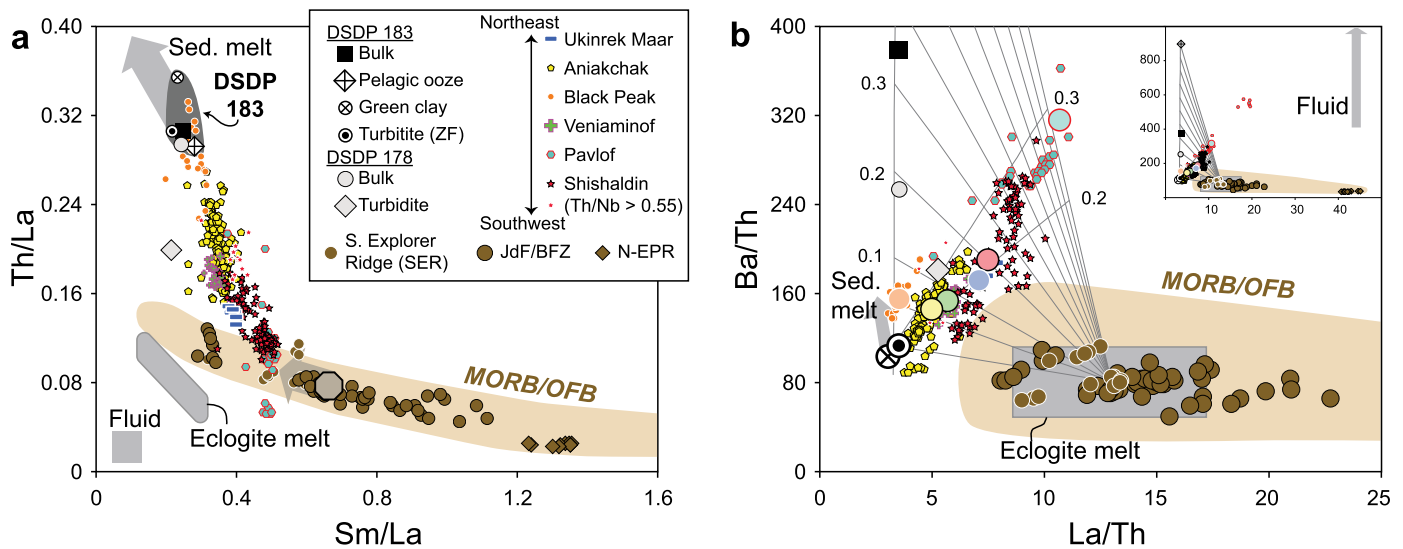 a
0.40
0.32
0.24
0.16
0.08
0
Th/La
0
0.4
0.8
1.2
1.6
Sm/La
Sed. melt
DSDP
183
MORB/OFB
Fluid
Eclogite melt
DSDP 183
Bulk
Pelagic ooze
Green clay
Turbitite (ZF)
DSDP 178
Bulk
Turbidite
S. Explorer
Ridge (SER)
JdF/BFZ
N-EPR
Northeast
Southwest
Ukinrek Maar
Aniakchak
Black Peak
Veniaminof
Pavlof
Shishaldin
(Th/Nb > 0.55)
b
400
320
240
160
80
0
Ba/Th
0
5
10
15
20
25
La/Th
0.3
0.2
0.1
0.3
0.2
Sed.
melt
MORB/OFB
Eclogite melt
800
600
400
200
10
20
30
40
Fluid